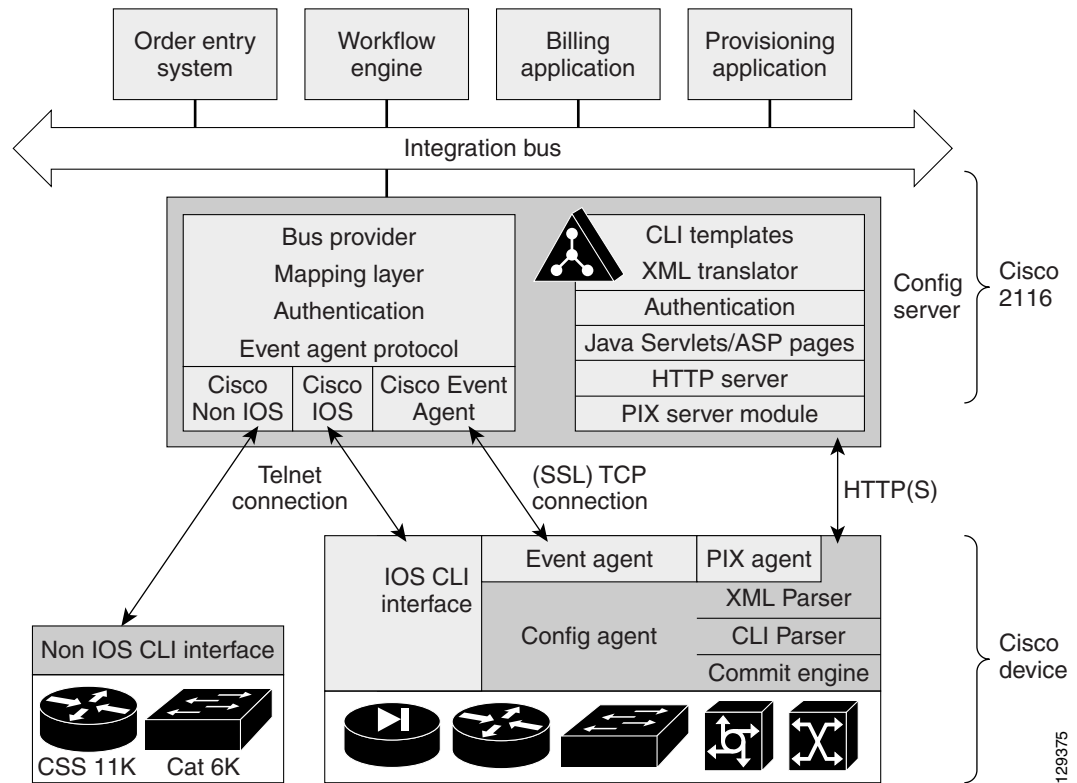 Order entry
system
Workflow
engine
Billing
application
Provisioning
application
Integration bus
Bus provider
Mapping layer
Authentication
Event agent protocol
Cisco
Non IOS
Cisco
IOS
Cisco Event
Agent
CLI templates
XML translator
Authentication
Java Servlets/ASP pages
HTTP server
PIX server module
Config
server
Cisco
2116
Telnet
connection
(SSL) TCP
connection
HTTP(S)
IOS CLI
interface
Event agent
PIX agent
Config agent
XML Parser
CLI Parser
Commit engine
Cisco
device
Non IOS CLI interface
CSS 11K
Cat 6K
129375